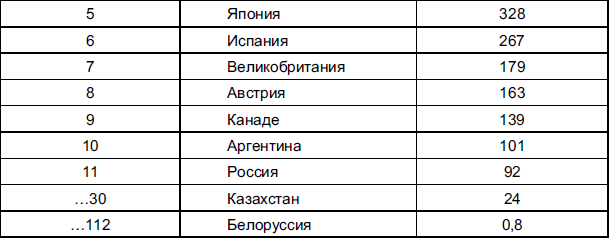 5 Япония 328
6 Испания 267
7 Великобритания 179
8 Австрия 163
9 Канаде 139
10 Аргентина 101
11 Россия 92
…30 Казахстан 24
…112 Белоруссия 0,8